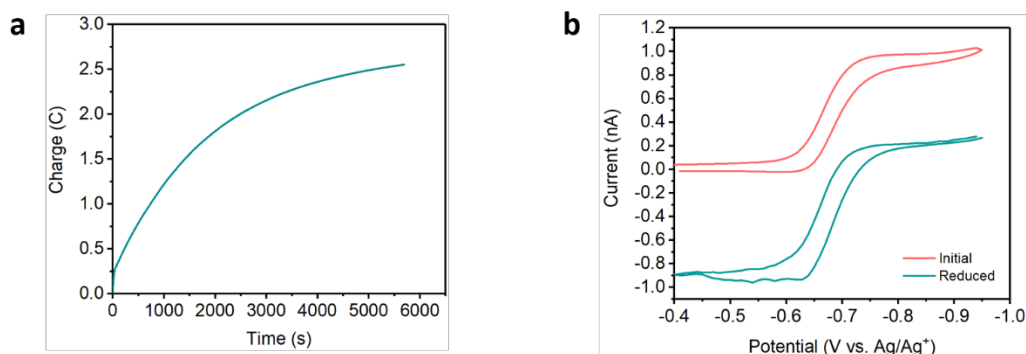 a
3.0
2.5
2.0
1.5
1.0
0.5
0.0
Charge (C)
0 1000 2000 3000 4000 5000 6000
Time (s)
b
1.2
1.0
0.8
0.6
0.4
0.2
0.0
-0.2
-0.4
-0.6
-0.8
-1.0
Current (nA)
Initial
Reduced
-0.4 -0.5 -0.6 -0.7 -0.8 -0.9 -1.0
Potential (V vs. Ag/Ag⁺)